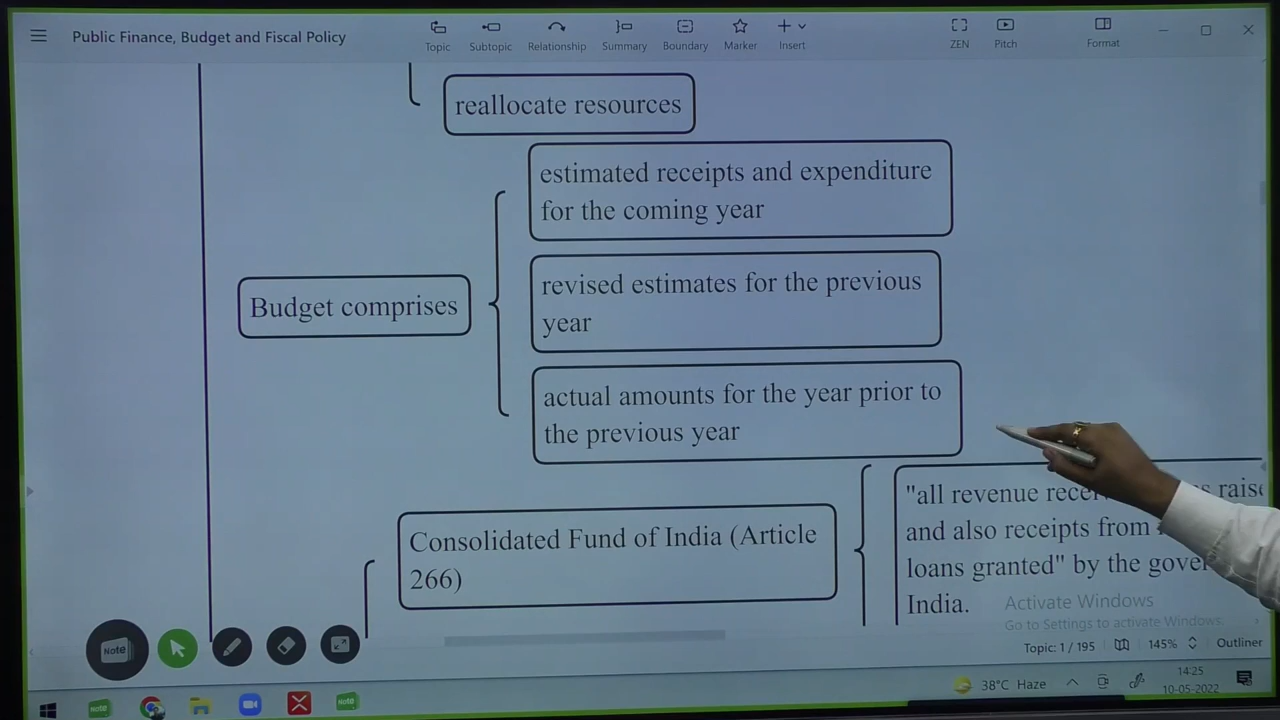 Public Finance, Budget and Fiscal Policy
Topic
Subtopic
Relationship
Summary
Boundary
Marker
Insert
ZEN
Pitch
Format
reallocate resources
estimated receipts and expenditure
for the coming year
Budget comprises
revised estimates for the previous
year
actual amounts for the year prior to
the previous year
Consolidated Fund of India (Article
266)
"all revenue
and also receipts from
loans granted" by the
India.
Activate Windows
Go to Settings to activate Windows.
Note
Topic: 1 / 195
145%
Outliner
Note
Note
38°C Haze
14:25
10-05-2022